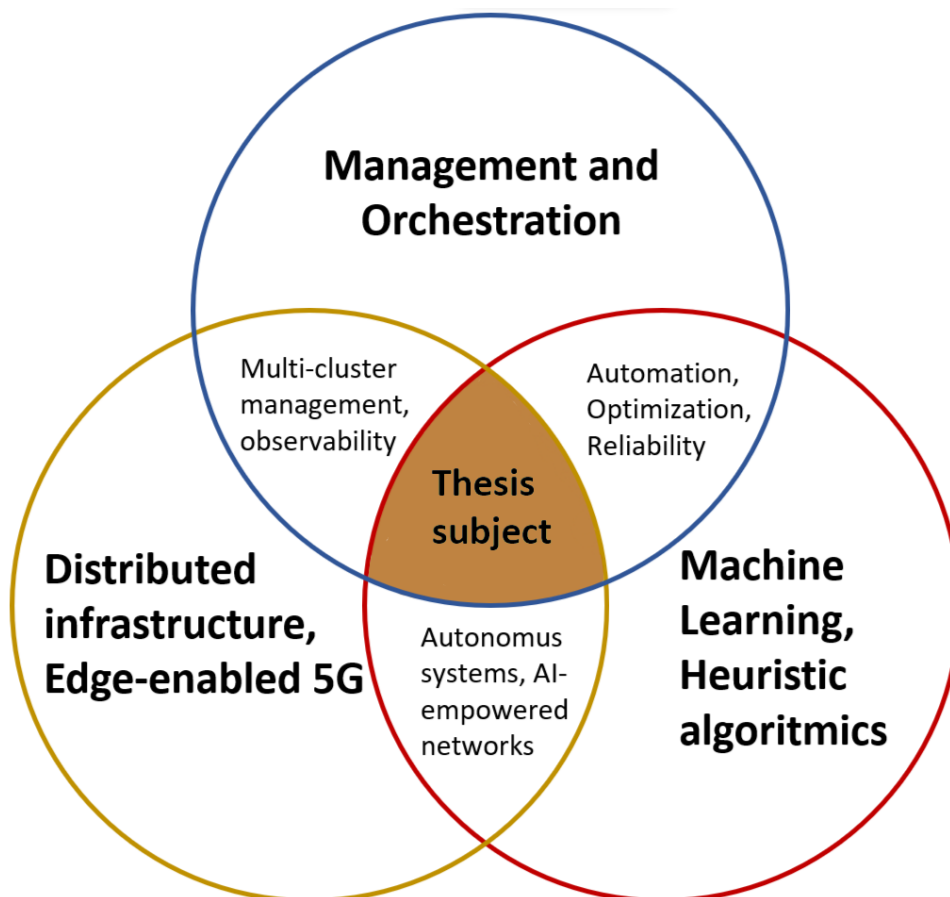 Management and
Orchestration
Multi-cluster
management,
observability
Automation,
Optimization,
Reliability
Thesis
subject
Distributed
infrastructure,
Edge-enabled 5G
Machine
Learning,
Heuristic
algoritmics
Autonomus
systems, AI-
empowered
networks